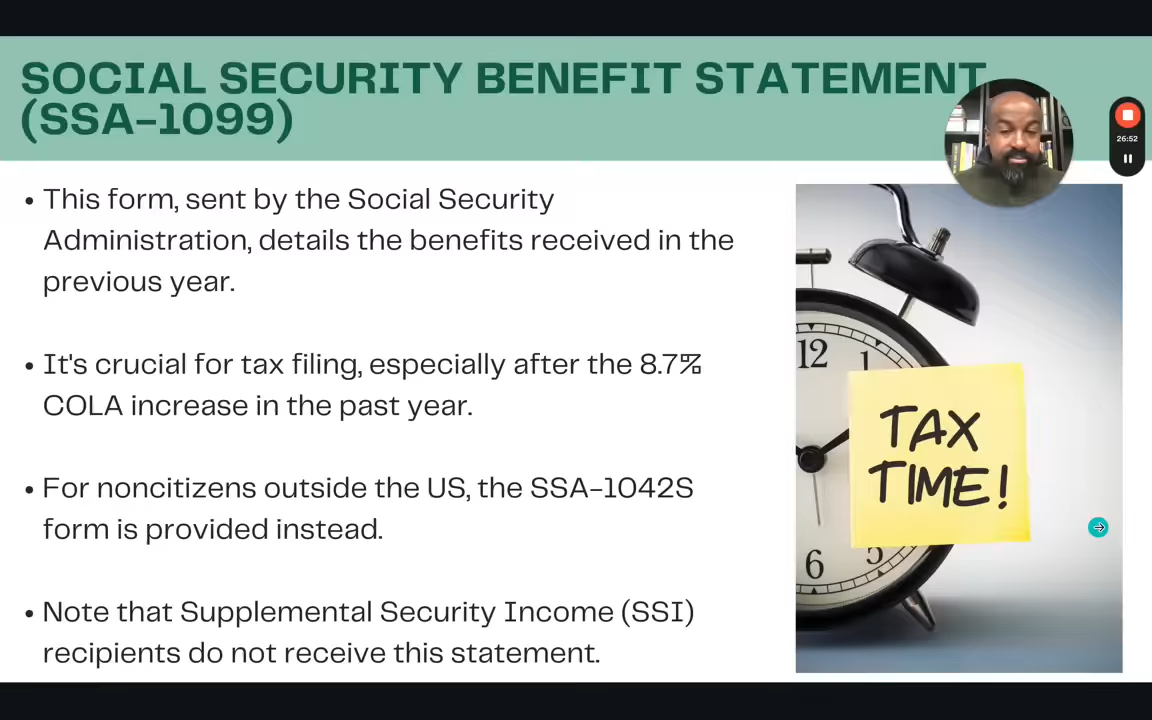 SOCIAL SECURITY BENEFIT STATEMENT
(SSA-1099)
26:52
• This form, sent by the Social Security
Administration, details the benefits received in the
previous year.
• It's crucial for tax filing, especially after the 8.7%
COLA increase in the past year.
• For noncitizens outside the US, the SSA-1042S
form is provided instead.
• Note that Supplemental Security Income (SSI)
recipients do not receive this statement.
12
1
TAX
TIME!
6
5